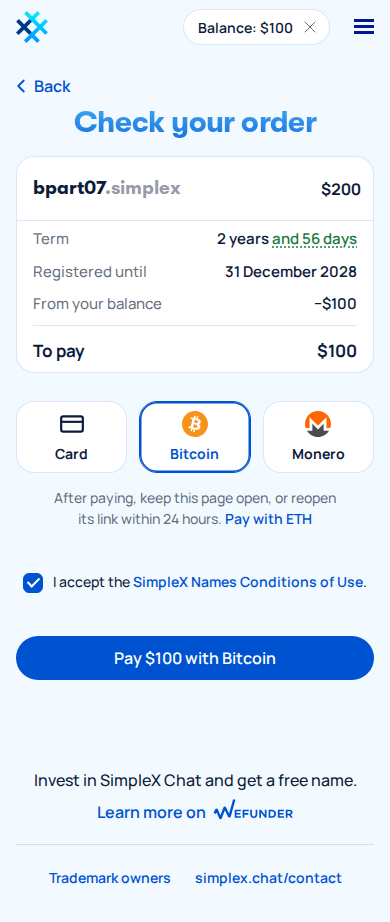 Balance: $100
Back
Check your order
bpart07.simplex $200
Term 2 years and 56 days
Registered until 31 December 2028
From your balance −$100
To pay $100
Card Bitcoin Monero
After paying, keep this page open, or reopen
its link within 24 hours. Pay with ETH
I accept the SimpleX Names Conditions of Use.
Pay $100 with Bitcoin
Invest in SimpleX Chat and get a free name.
Learn more on WEFUNDER
Trademark owners simplex.chat/contact